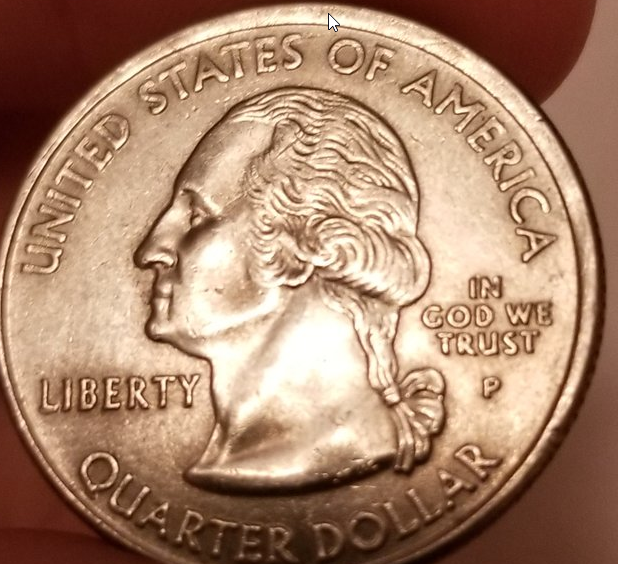 UNITED STATES OF AMERICA
IN
GOD WE
TRUST
LIBERTY
P
QUARTER DOLLAR